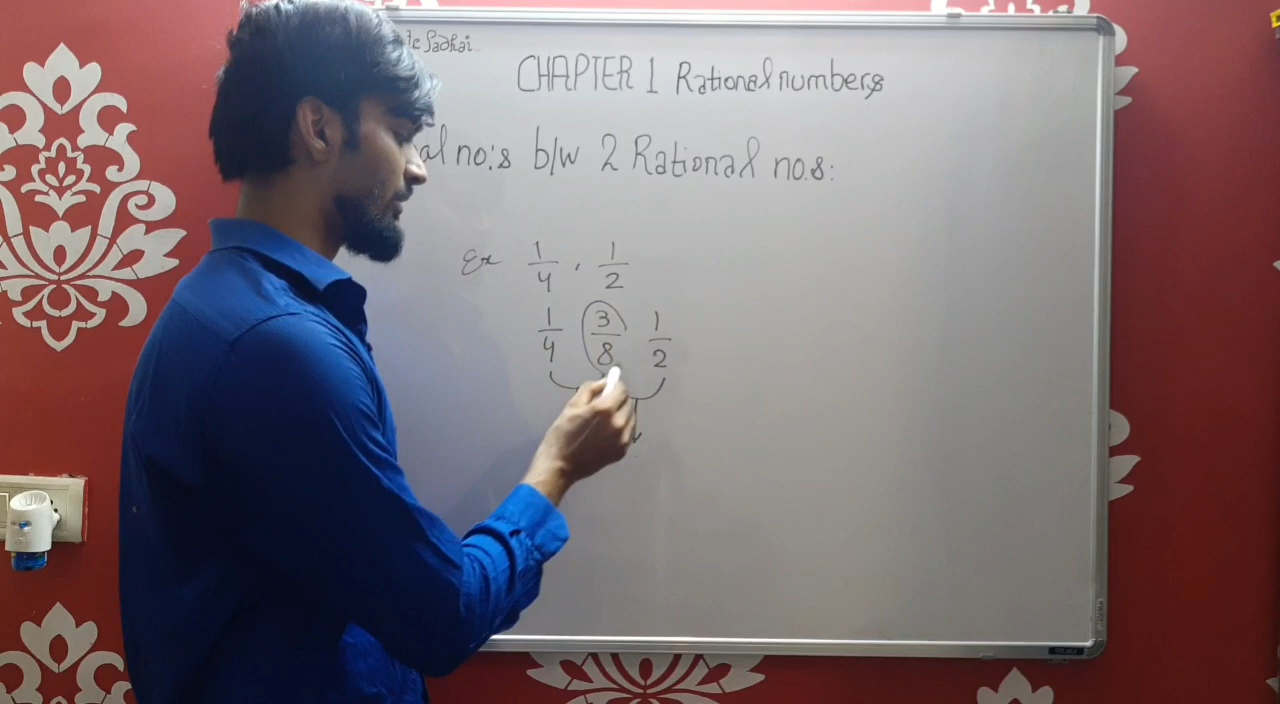 Padhai
CHAPTER 1 Rational numbers
al no:s b/w 2 Rational no.s:
Ex 1/4 , 1/2
1/4 3/8 1/2